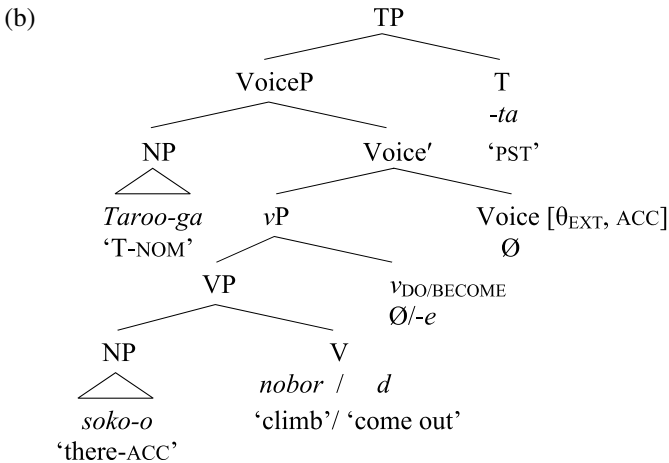 (b)
TP
VoiceP T
-ta
NP Voice′ ‘PST’
Taroo-ga vP Voice [θEXT, ACC]
‘T-NOM’ Ø
VP vDO/BECOME
Ø/-e
NP V
nobor / d
soko-o ‘climb’/ ‘come out’
‘there-ACC’